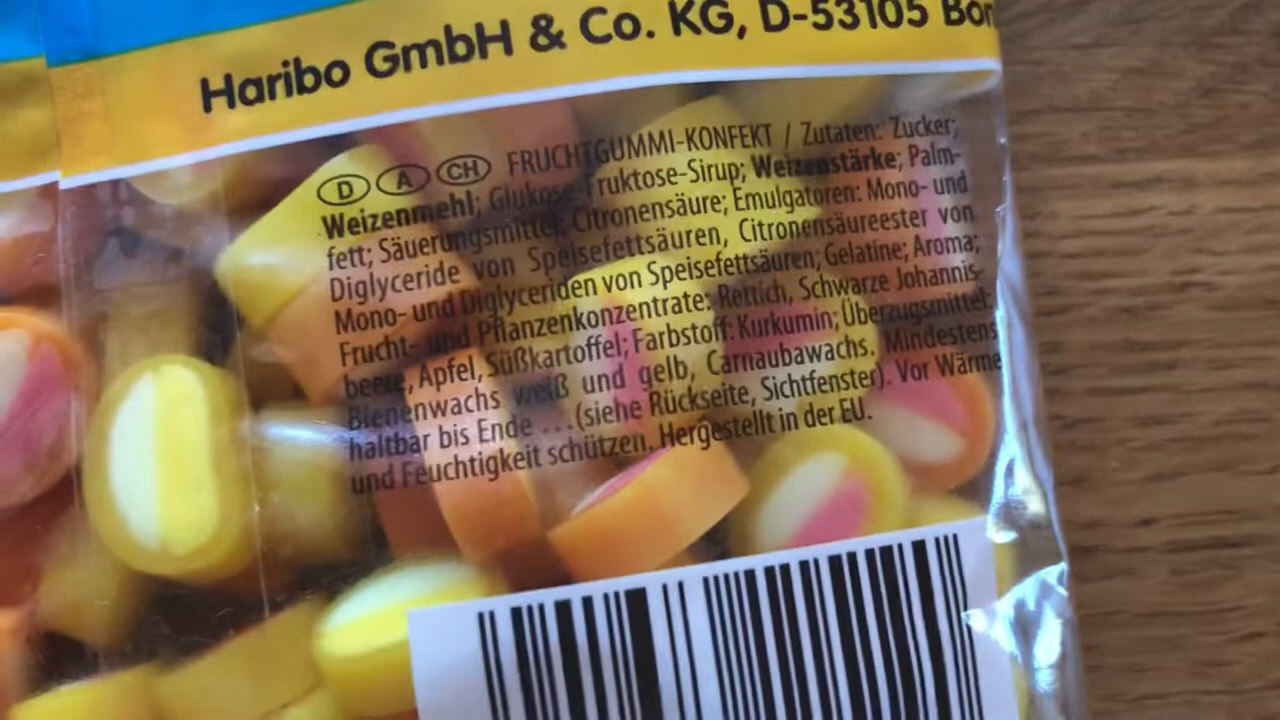 Haribo GmbH & Co. KG, D-53105 Bon
D A CH FRUCHTGUMMI-KONFEKT / Zutaten: Zucker;
Weizenmehl; Glukose-Fruktose-Sirup; Weizenstärke; Palm-
fett; Säuerungsmittel: Citronensäure; Emulgatoren: Mono- und
Diglyceride von Speisefettsäuren, Citronensäureester von
Mono- und Diglyceriden von Speisefettsäuren; Gelatine; Aroma;
Frucht- und Pflanzenkonzentrate: Rettich, Schwarze Johannis-
beere, Apfel, Süßkartoffel; Farbstoff: Kurkumin; Überzugsmittel:
Bienenwachs weiß und gelb, Carnaubawachs. Mindestens
haltbar bis Ende ...(siehe Rückseite, Sichtfenster). Vor Wärme
und Feuchtigkeit schützen. Hergestellt in der EU.